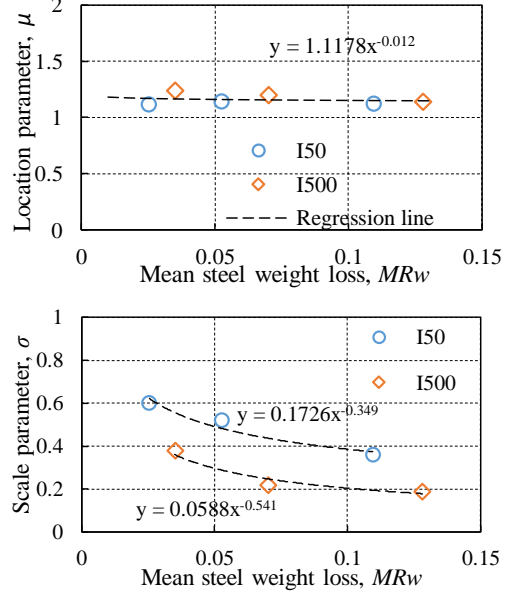 2
1.5
1
0.5
0
Location parameter, μ
y = 1.1178x^-0.012
I50
I500
Regression line
0 0.05 0.1 0.15
Mean steel weight loss, MRw
1
0.8
0.6
0.4
0.2
0
Scale parameter, σ
I50
I500
y = 0.1726x^-0.349
y = 0.0588x^-0.541
0 0.05 0.1 0.15
Mean steel weight loss, MRw